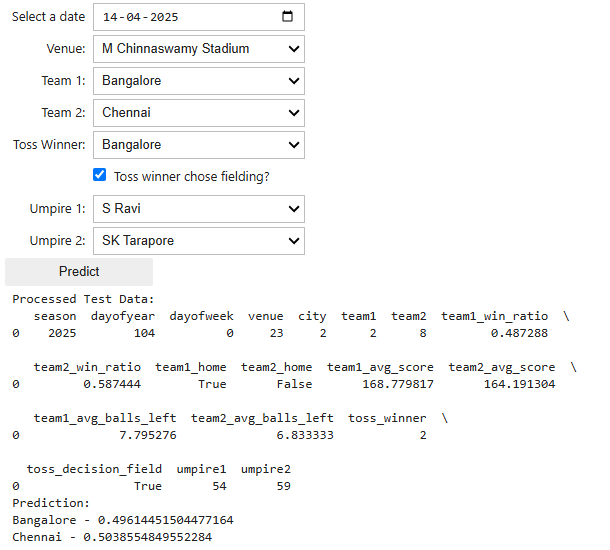 Select a date 14-04-2025
Venue: M Chinnaswamy Stadium
Team 1: Bangalore
Team 2: Chennai
Toss Winner: Bangalore
Toss winner chose fielding?
Umpire 1: S Ravi
Umpire 2: SK Tarapore
Predict
Processed Test Data:
season dayofyear dayofweek venue city team1 team2 team1_win_ratio \
0 2025 104 0 23 2 2 8 0.487288
team2_win_ratio team1_home team2_home team1_avg_score team2_avg_score \
0 0.587444 True False 168.779817 164.191304
team1_avg_balls_left team2_avg_balls_left toss_winner \
0 7.795276 6.833333 2
toss_decision_field umpire1 umpire2
0 True 54 59
Prediction:
Bangalore - 0.49614451504477164
Chennai - 0.5038554849552284